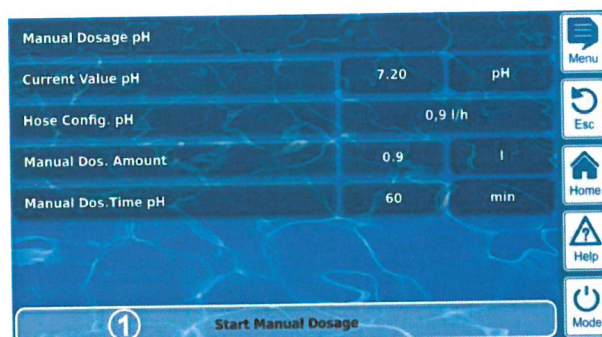 Manual Dosage pH
Current Value pH 7.20 pH
Hose Config. pH 0,9 l/h
Manual Dos. Amount 0.9 l
Manual Dos.Time pH 60 min
1 Start Manual Dosage
Menu
Esc
Home
? Help
Mode